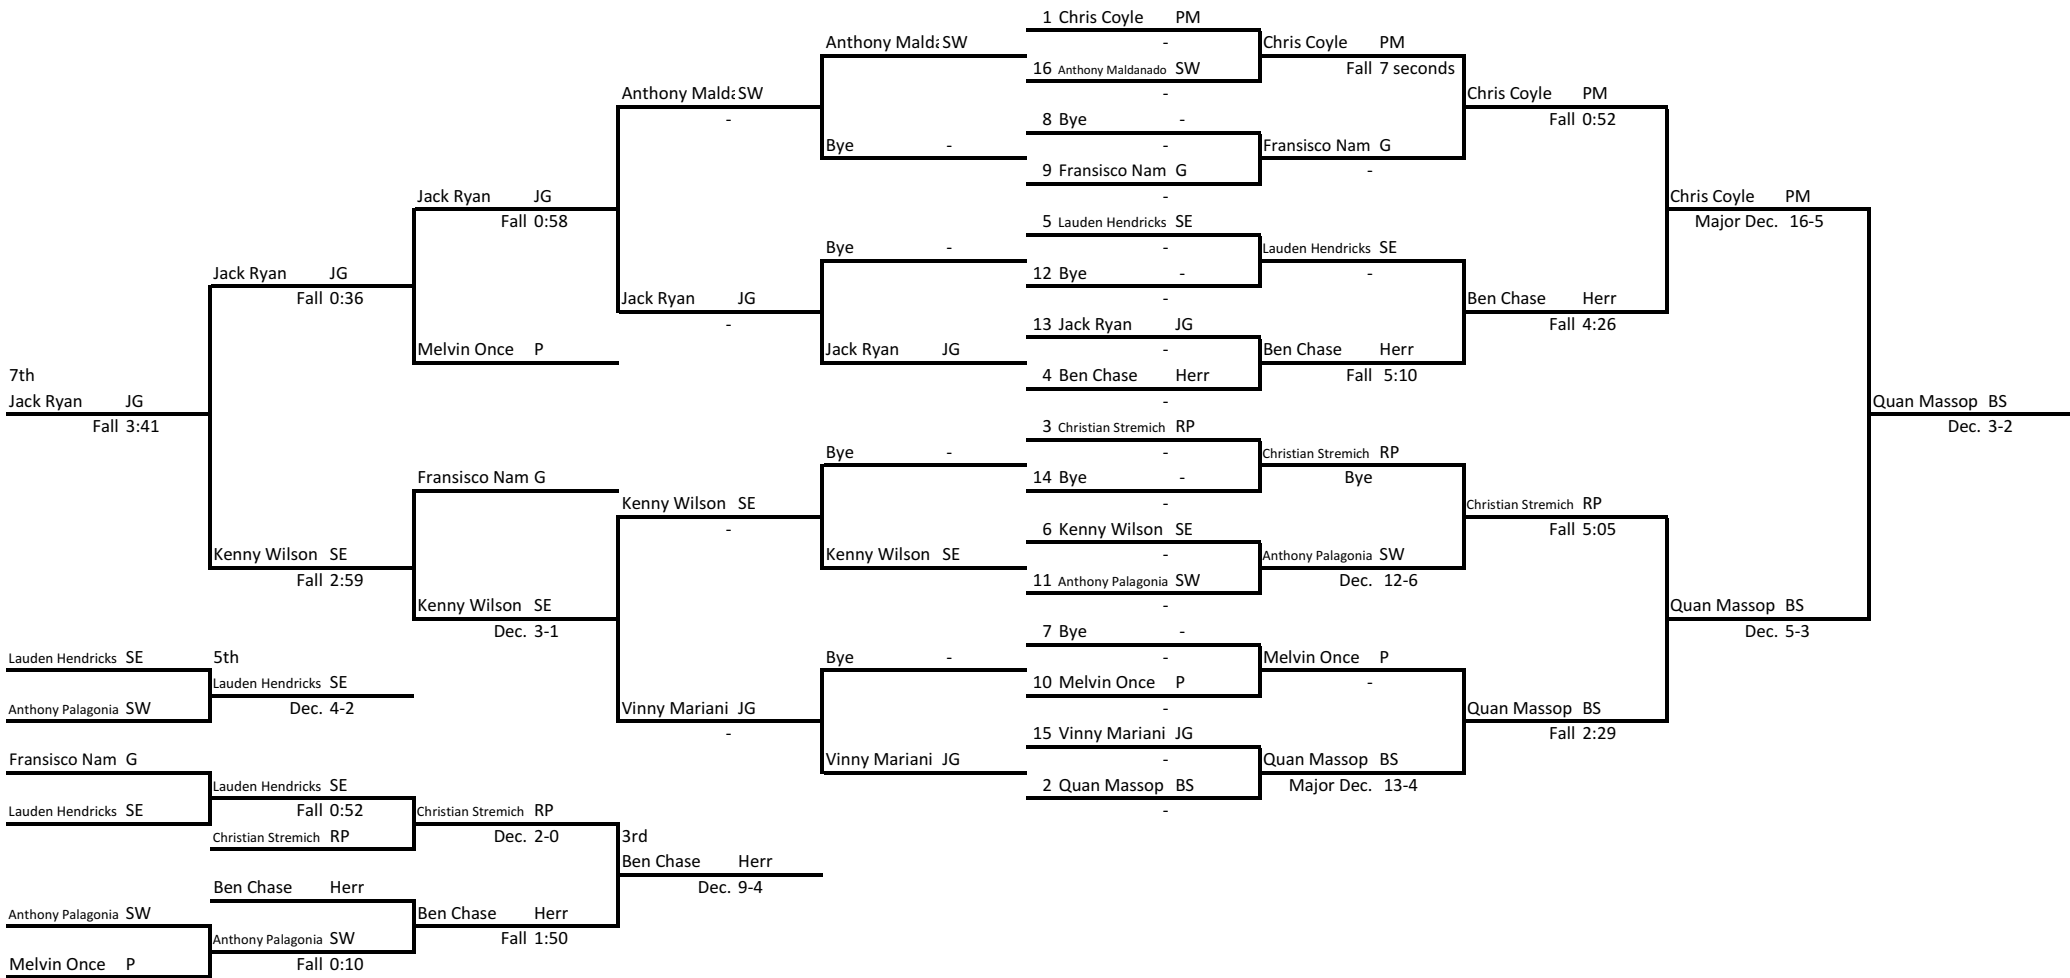 1 Chris Coyle PM
Anthony Malda SW - Chris Coyle PM
16 Anthony Maldanado SW Fall 7 seconds
Anthony Malda SW - Chris Coyle PM
- 8 Bye - Fall 0:52
Bye - - Fransisco Nam G
9 Fransisco Nam G -
Jack Ryan JG - Chris Coyle PM
Fall 0:58 5 Lauden Hendricks SE Major Dec. 16-5
Bye - - Lauden Hendricks SE
Jack Ryan JG 12 Bye - -
Fall 0:36 Jack Ryan JG - Ben Chase Herr
- 13 Jack Ryan JG Fall 4:26
Melvin Once P Jack Ryan JG - Ben Chase Herr
7th 4 Ben Chase Herr Fall 5:10
Jack Ryan JG - Quan Massop BS
Fall 3:41 3 Christian Stremich RP Dec. 3-2
Bye - - Christian Stremich RP
Fransisco Nam G 14 Bye - Bye
Kenny Wilson SE - Christian Stremich RP
- 6 Kenny Wilson SE Fall 5:05
Kenny Wilson SE Kenny Wilson SE - Anthony Palagonia SW
Fall 2:59 11 Anthony Palagonia SW Dec. 12-6
Kenny Wilson SE - Quan Massop BS
Dec. 3-1 7 Bye - Dec. 5-3
Lauden Hendricks SE 5th Bye - - Melvin Once P
Lauden Hendricks SE 10 Melvin Once P -
Anthony Palagonia SW Dec. 4-2 Vinny Mariani JG - Quan Massop BS
- 15 Vinny Mariani JG Fall 2:29
Fransisco Nam G Vinny Mariani JG - Quan Massop BS
Lauden Hendricks SE 2 Quan Massop BS Major Dec. 13-4
Lauden Hendricks SE Fall 0:52 Christian Stremich RP -
Christian Stremich RP Dec. 2-0 3rd
Ben Chase Herr
Ben Chase Herr Dec. 9-4
Anthony Palagonia SW Ben Chase Herr
Anthony Palagonia SW Fall 1:50
Melvin Once P Fall 0:10